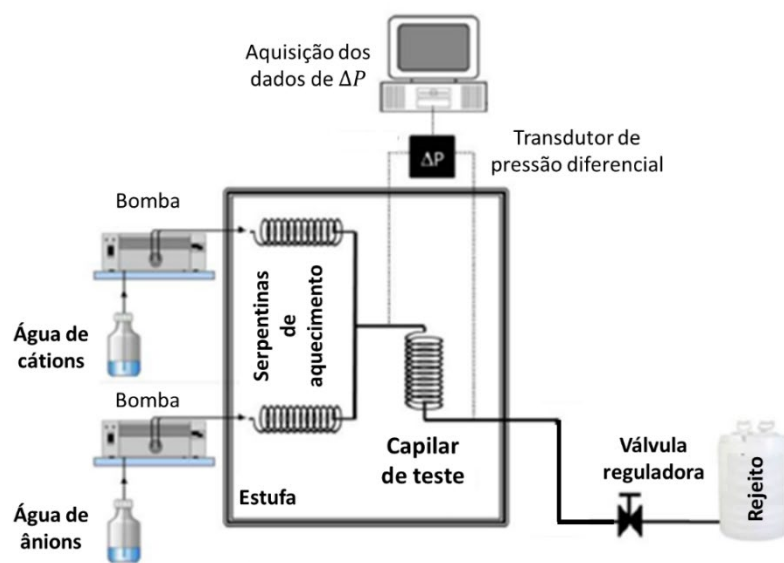 Aquisição dos
dados de ΔP
Transdutor de
pressão diferencial
ΔP
Bomba
Água de
cátions
Serpentinas
de
aquecimento
Bomba
Água de
ânions
Estufa
Capilar
de teste
Válvula
reguladora
Rejeito